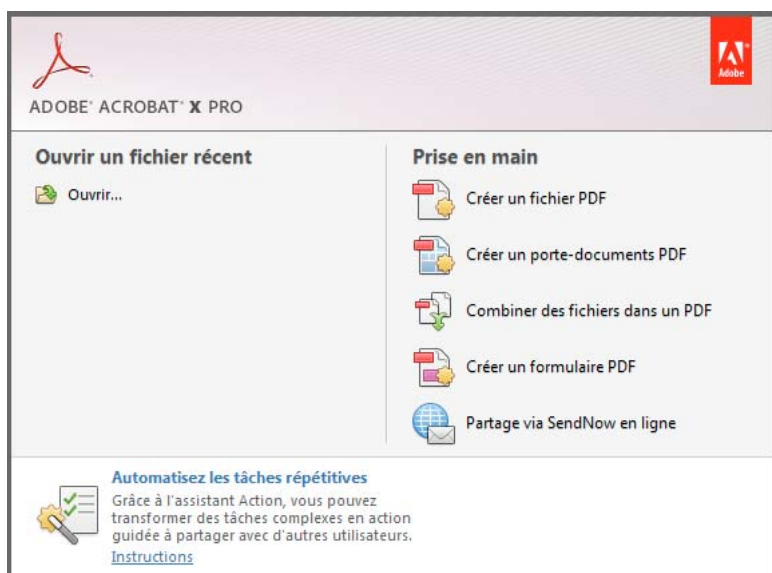 Adobe
ADOBE® ACROBAT® X PRO
Ouvrir un fichier récent
Ouvrir...
Prise en main
Créer un fichier PDF
Créer un porte-documents PDF
Combiner des fichiers dans un PDF
Créer un formulaire PDF
Partage via SendNow en ligne
Automatisez les tâches répétitives
Grâce à l'assistant Action, vous pouvez
transformer des tâches complexes en action
guidée à partager avec d'autres utilisateurs.
Instructions